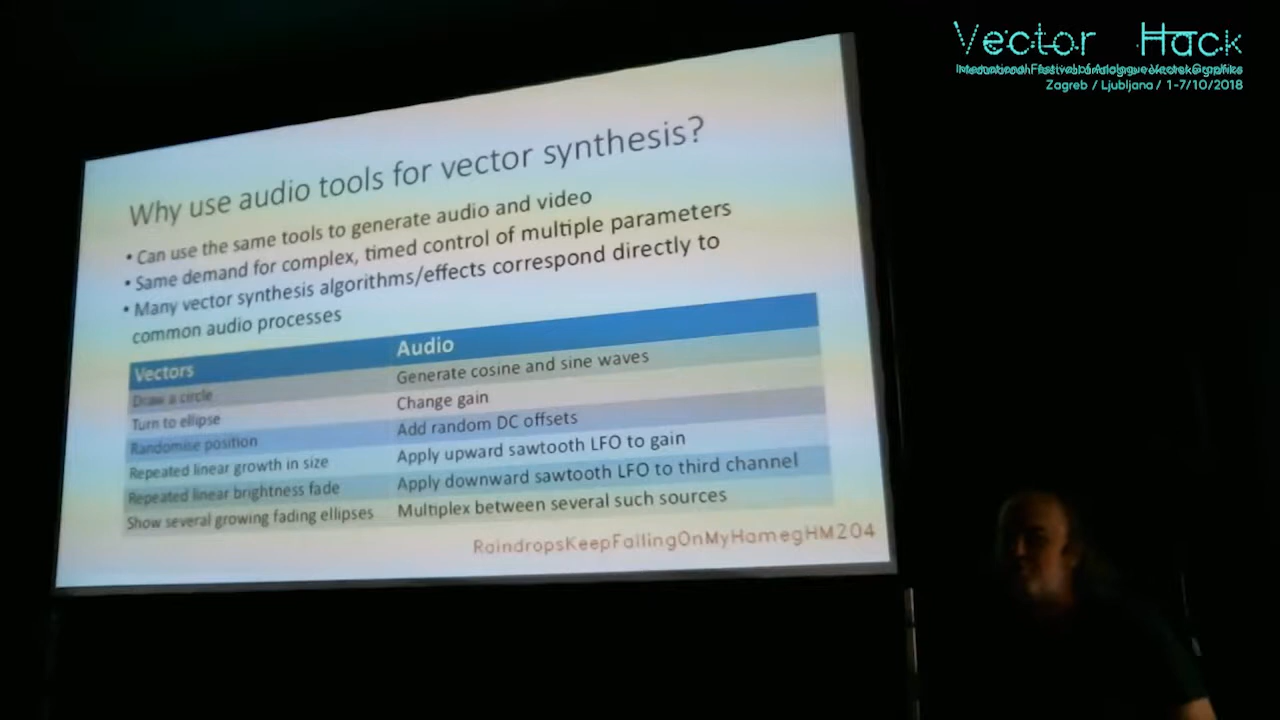 Vector Hack
Zagreb / Ljubljana / 1-7/10/2018
Why use audio tools for vector synthesis?
• Can use the same tools to generate audio and video
• Same demand for complex, timed control of multiple parameters
• Many vector synthesis algorithms/effects correspond directly to
common audio processes
Vectors Audio
Draw a circle Generate cosine and sine waves
Turn to ellipse Change gain
Randomise position Add random DC offsets
Repeated linear growth in size Apply upward sawtooth LFO to gain
Repeated linear brightness fade Apply downward sawtooth LFO to third channel
Show several growing fading ellipses Multiplex between several such sources
RaindropsKeepFallingOnMyHamegHM204